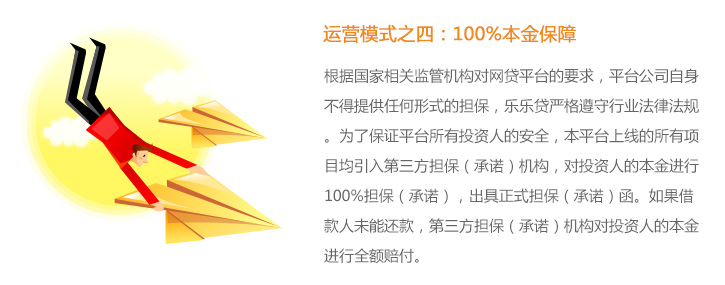 运营模式之四：100%本金保障
根据国家相关监管机构对网贷平台的要求，平台公司自身
不得提供任何形式的担保，乐乐贷严格遵守行业法律法规
。为了保证平台所有投资人的安全，本平台上线的所有项
目均引入第三方担保（承诺）机构，对投资人的本金进行
100%担保（承诺），出具正式担保（承诺）函。如果借
款人未能还款，第三方担保（承诺）机构对投资人的本金
进行全额赔付。